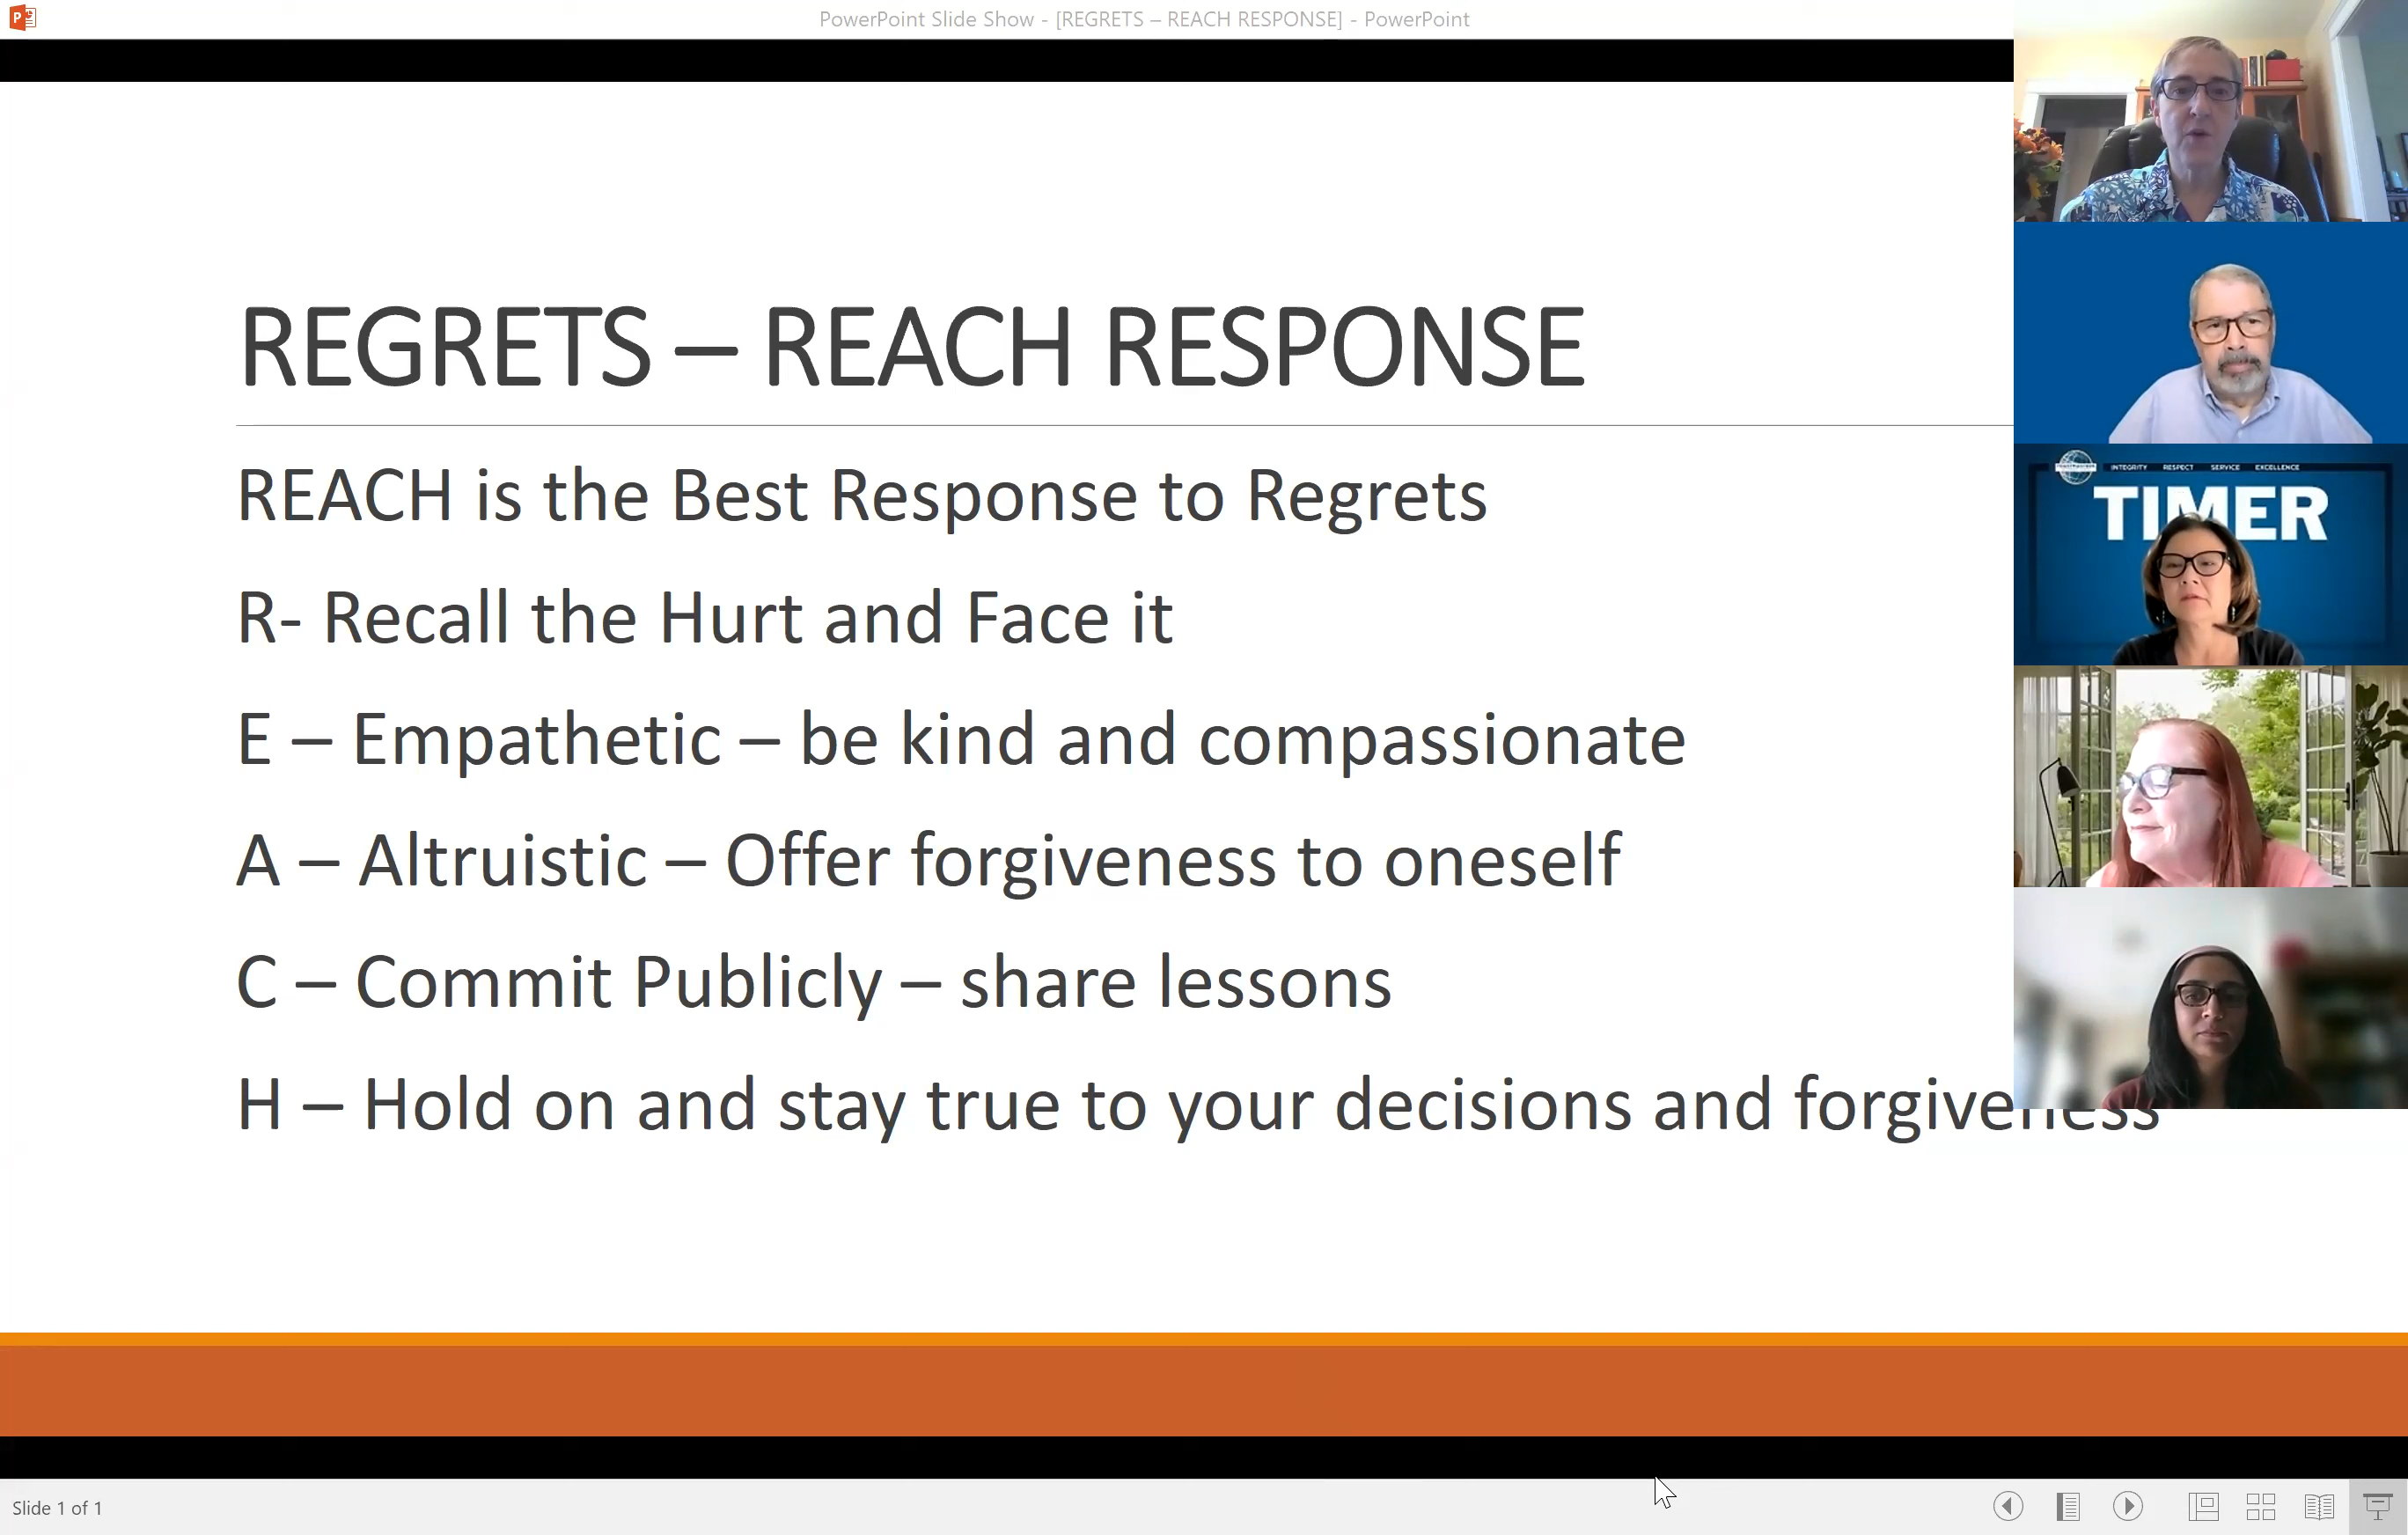 PowerPoint Slide Show - [REGRETS – REACH RESPONSE] - PowerPoint
REGRETS – REACH RESPONSE
REACH is the Best Response to Regrets
R- Recall the Hurt and Face it
E – Empathetic – be kind and compassionate
A – Altruistic – Offer forgiveness to oneself
C – Commit Publicly – share lessons
H – Hold on and stay true to your decisions and forgiveness
INTEGRITY RESPECT SERVICE EXCELLENCE
TIMER
Slide 1 of 1